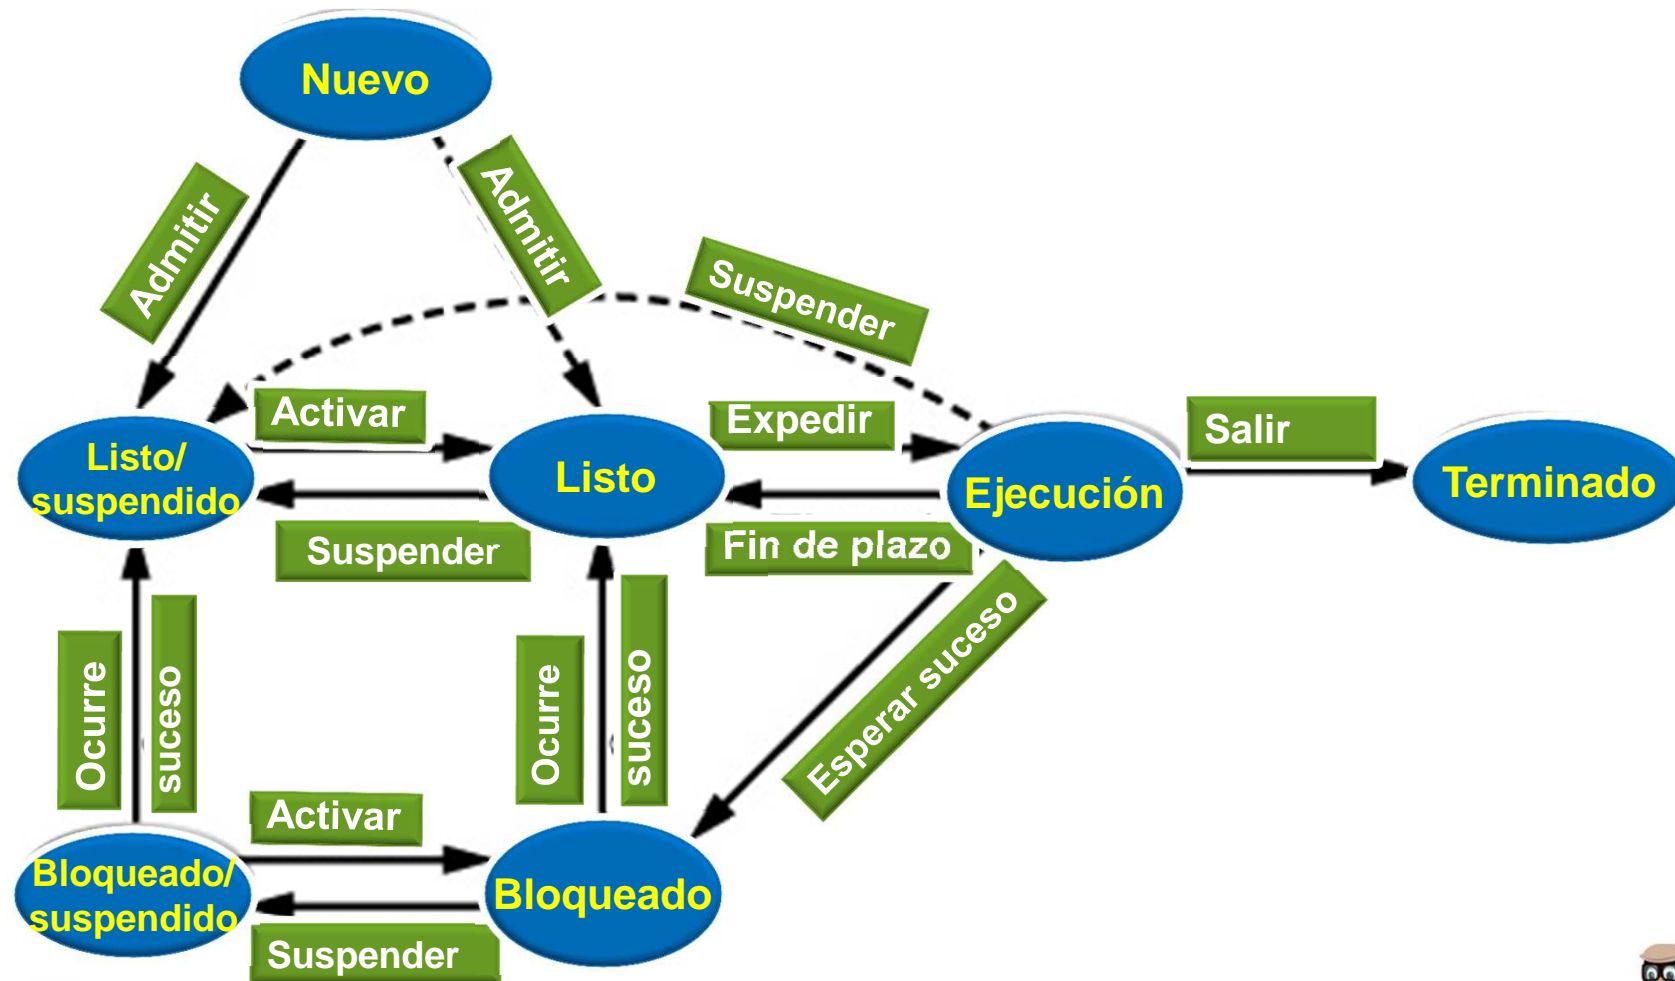 Nuevo
Admitir
Admitir
Suspender
Activar
Expedir
Salir
Listo/
suspendido
Listo
Ejecución
Terminado
Suspender
Fin de plazo
Ocurre
suceso
Ocurre
suceso
Esperar suceso
Activar
Bloqueado/
suspendido
Bloqueado
Suspender